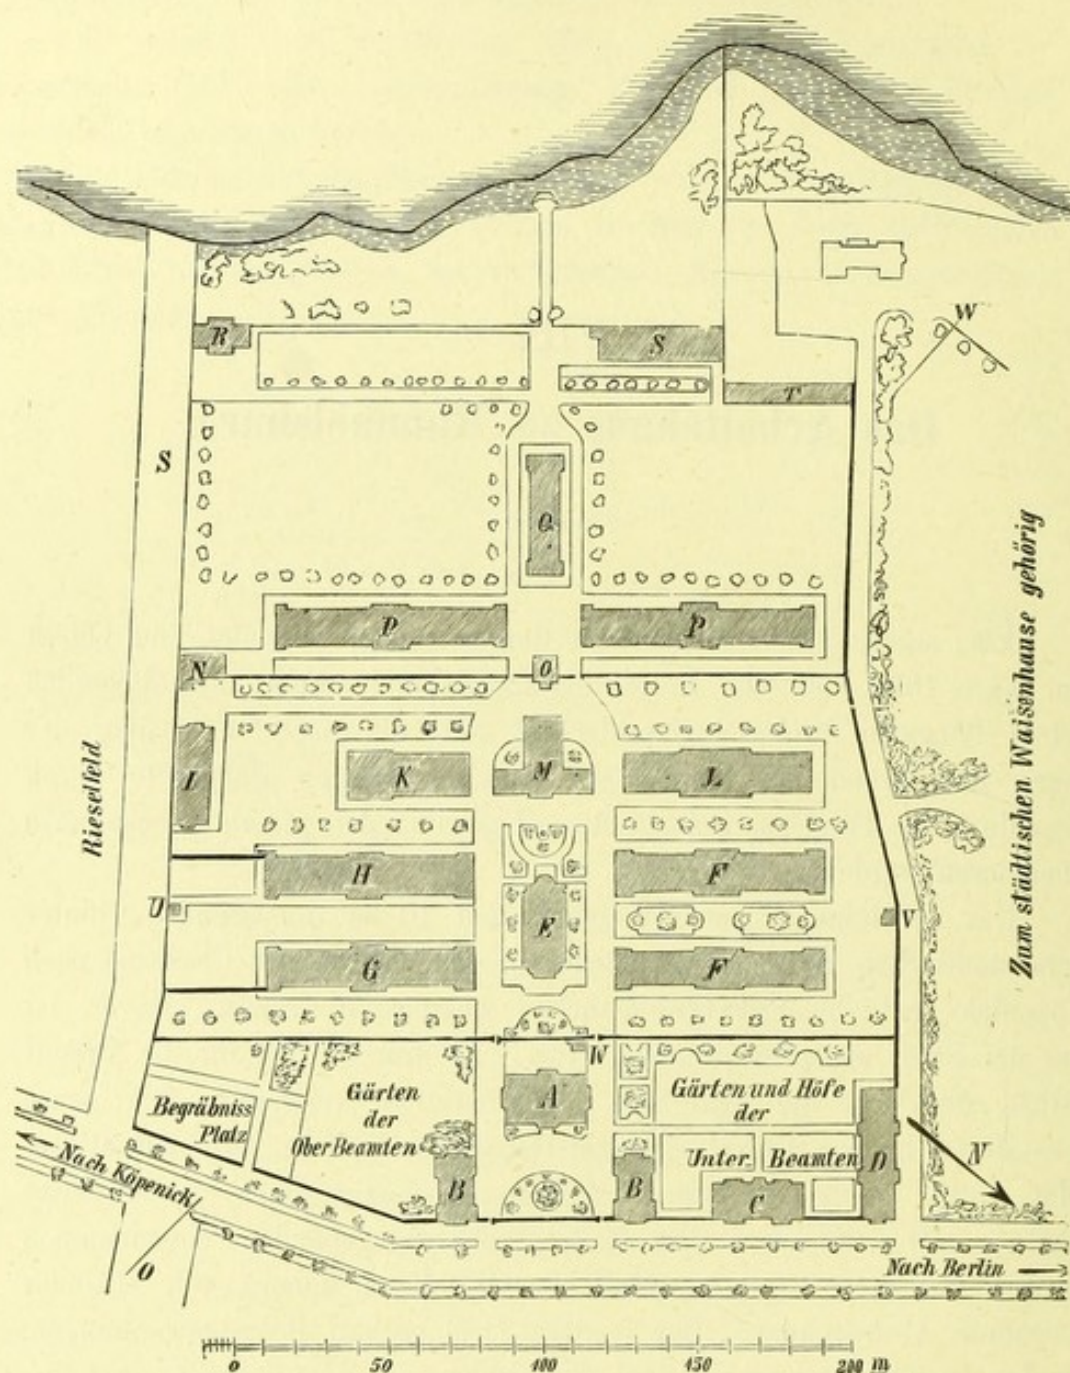 W
R
S
T
S
Q
Zum städtischen Waisenhause gehörig
P
P
N
O
Rieselfeld
I
K
M
L
H
F
U
E
V
G
F
W
Begräbniss
Platz
Gärten
der
Ober Beamten
A
Gärten und Höfe
der
Unter Beamten
D
N
B
B
C
Nach Köpenick
O
Nach Berlin
0 50 100 150 200 m